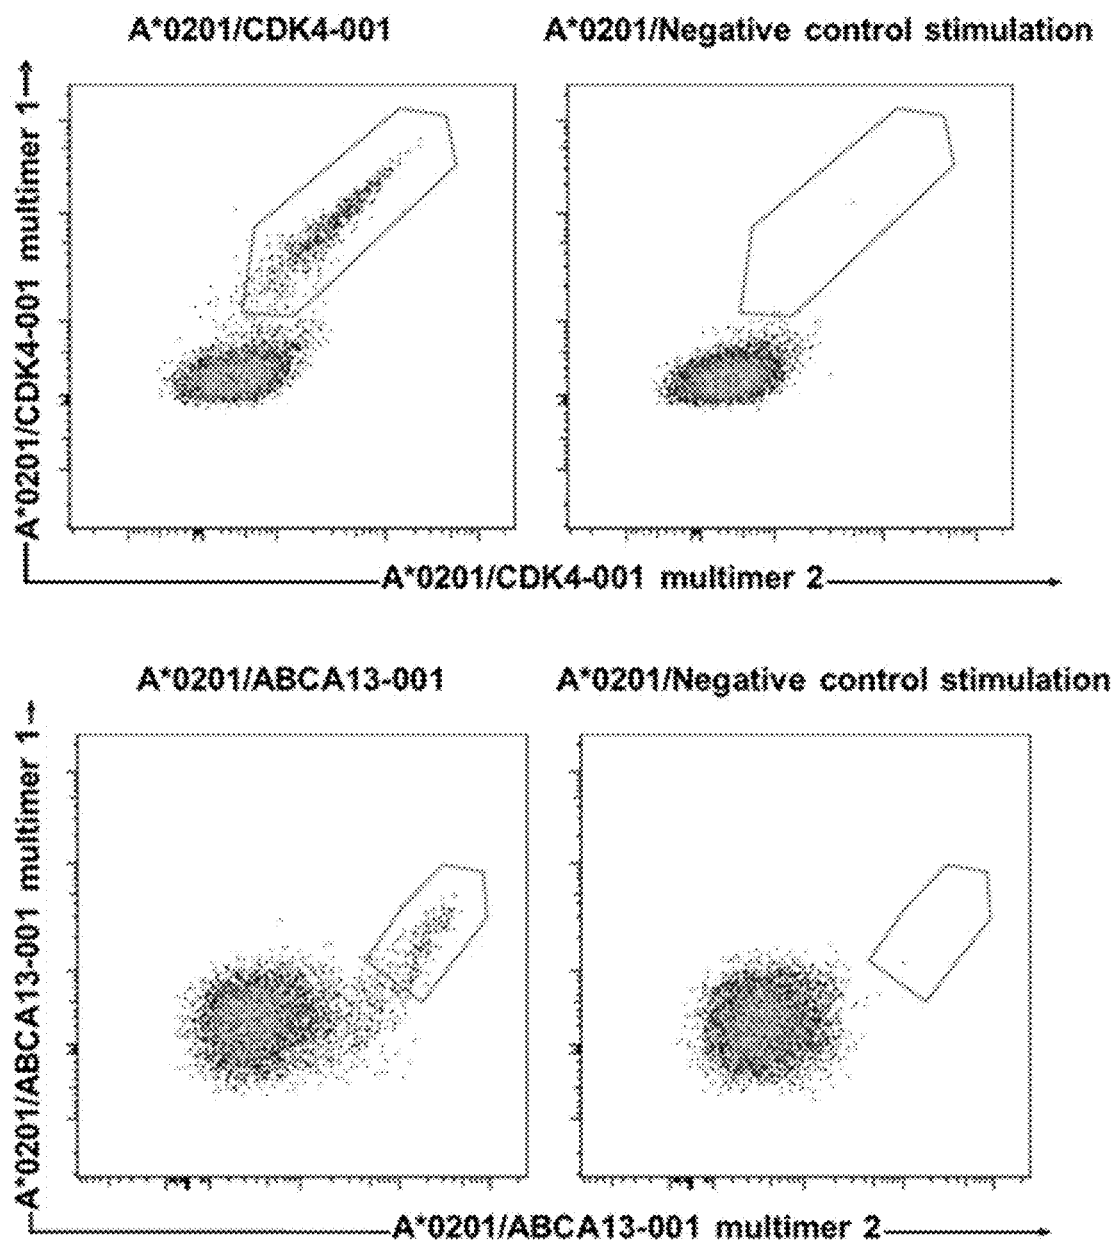 A*0201/CDK4-001 A*0201/Negative control stimulation
A*0201/CDK4-001 multimer 1
A*0201/CDK4-001 multimer 2
A*0201/ABCA13-001 A*0201/Negative control stimulation
A*0201/ABCA13-001 multimer 1
A*0201/ABCA13-001 multimer 2